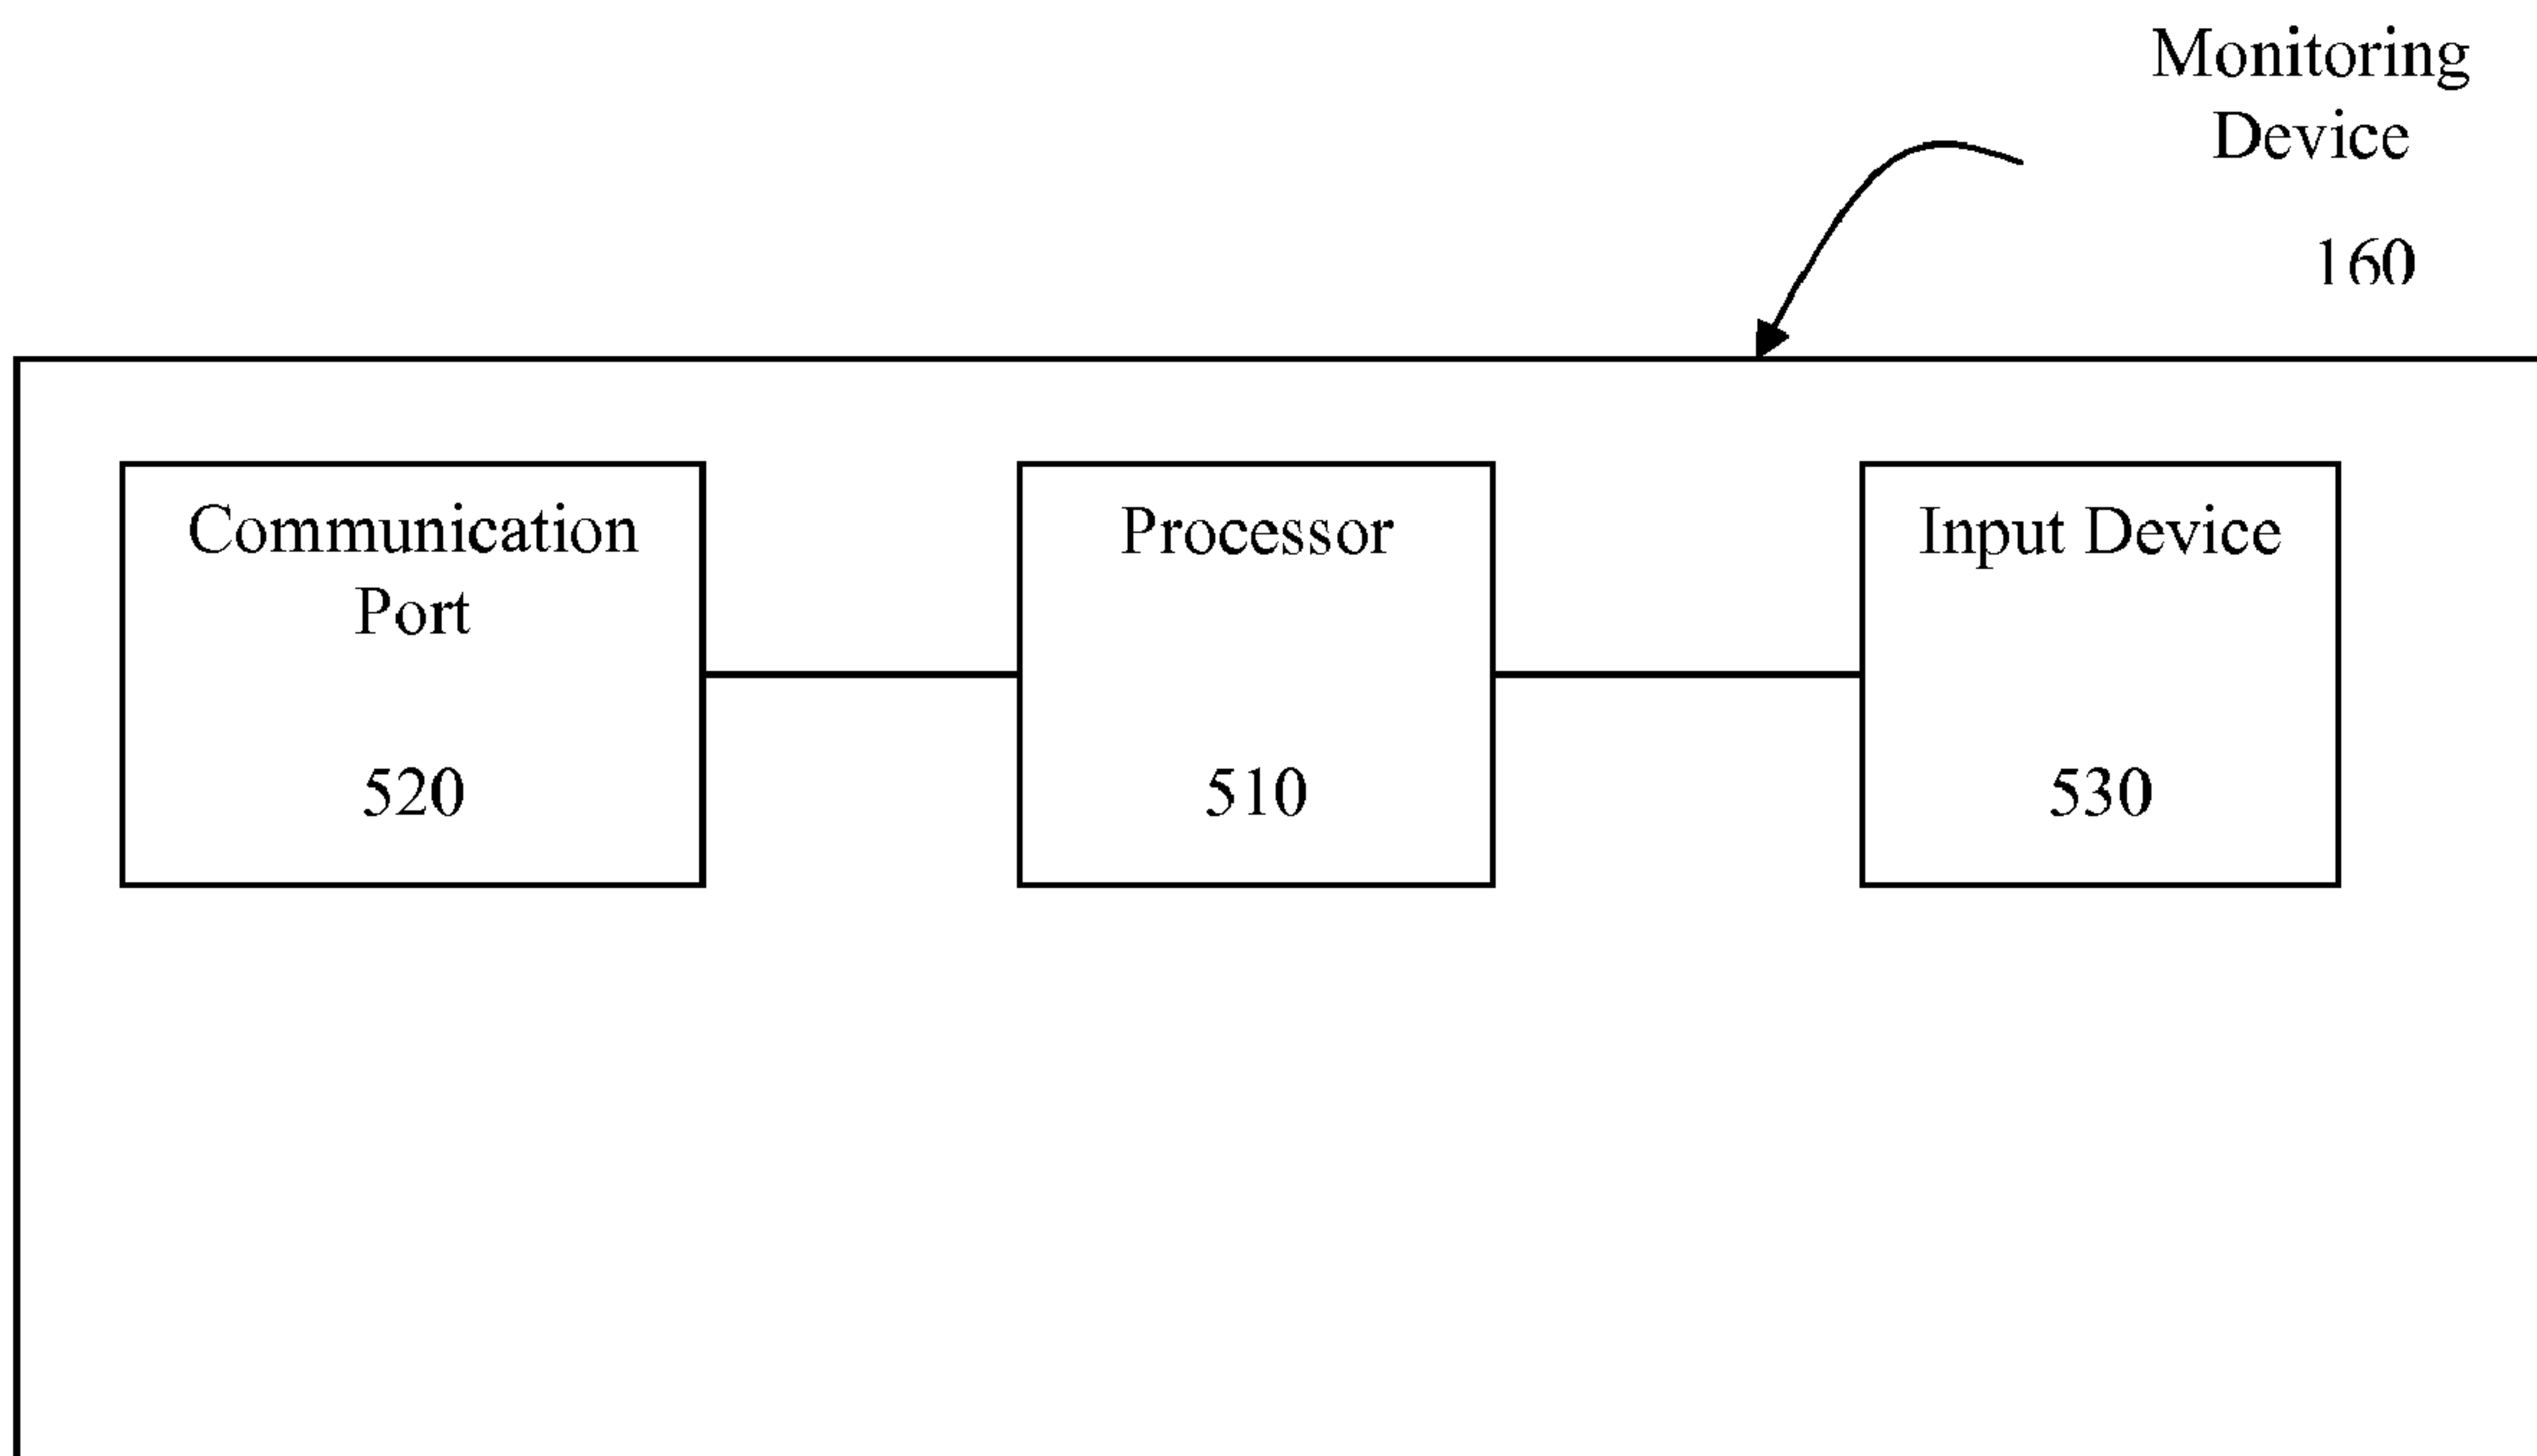 Monitoring
Device
160
Communication
Port
520
Processor
510
Input Device
530